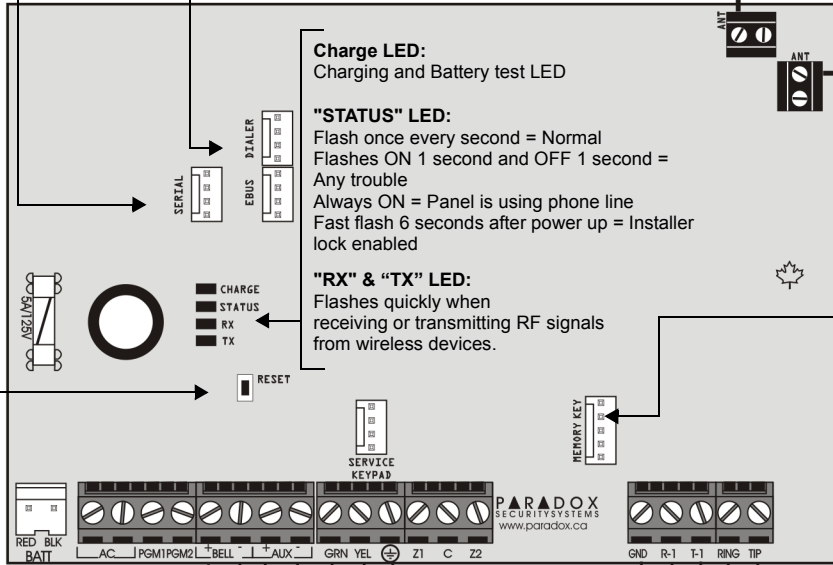 ANT
ANT
Charge LED:
Charging and Battery test LED
"STATUS" LED:
Flash once every second = Normal
Flashes ON 1 second and OFF 1 second =
Any trouble
Always ON = Panel is using phone line
Fast flash 6 seconds after power up = Installer
lock enabled
"RX" & “TX” LED:
Flashes quickly when
receiving or transmitting RF signals
from wireless devices.
DIALER
SERIAL
EBUS
5A/125V
CHARGE
STATUS
RX
TX
RESET
SERVICE
KEYPAD
MEMORY KEY
PARADOX
SECURITY SYSTEMS
www.paradox.ca
RED BLK
BATT
AC PGM1 PGM2 + BELL - + AUX - GRN YEL Z1 C Z2
GND R-1 T-1 RING TIP